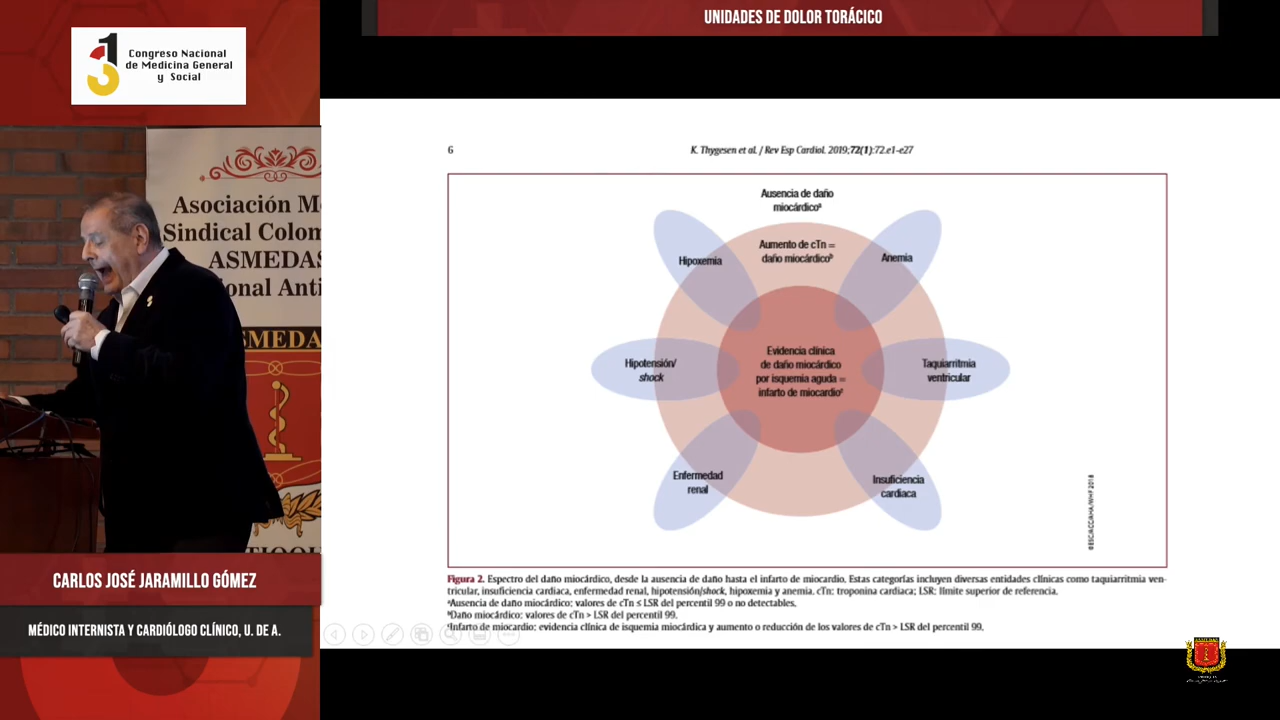 UNIDADES DE DOLOR TORÁCICO
Congreso Nacional
de Medicina General
y Social
Asociación M
Sindical Colom
ASMEDAS
onal Anti
SMEDA
CARLOS JOSÉ JARAMILLO GÓMEZ
MÉDICO INTERNISTA Y CARDIÓLOGO CLÍNICO, U. DE A.
6
K. Thygesen et al. / Rev Esp Cardiol. 2019;72(1):72.e1-e27
Ausencia de daño
miocárdicoª
Aumento de cTn =
daño miocárdicoᵇ
Hipoxemia
Anemia
Hipotensión/
shock
Evidencia clínica
de daño miocárdico
por isquemia aguda =
infarto de miocardioᶜ
Taquiarritmia
ventricular
Enfermedad
renal
Insuficiencia
cardiaca
©ESC/ACC/AHA/WHF 2018
Figura 2. Espectro del daño miocárdico, desde la ausencia de daño hasta el infarto de miocardio. Estas categorías incluyen diversas entidades clínicas como taquiarritmia ven-
tricular, insuficiencia cardiaca, enfermedad renal, hipotensión/shock, hipoxemia y anemia. cTn: troponina cardiaca; LSR: límite superior de referencia.
ªAusencia de daño miocárdico: valores de cTn ≤ LSR del percentil 99 o no detectables.
ᵇDaño miocárdico: valores de cTn > LSR del percentil 99.
ᶜInfarto de miocardio: evidencia clínica de isquemia miocárdica y aumento o reducción de los valores de cTn > LSR del percentil 99.